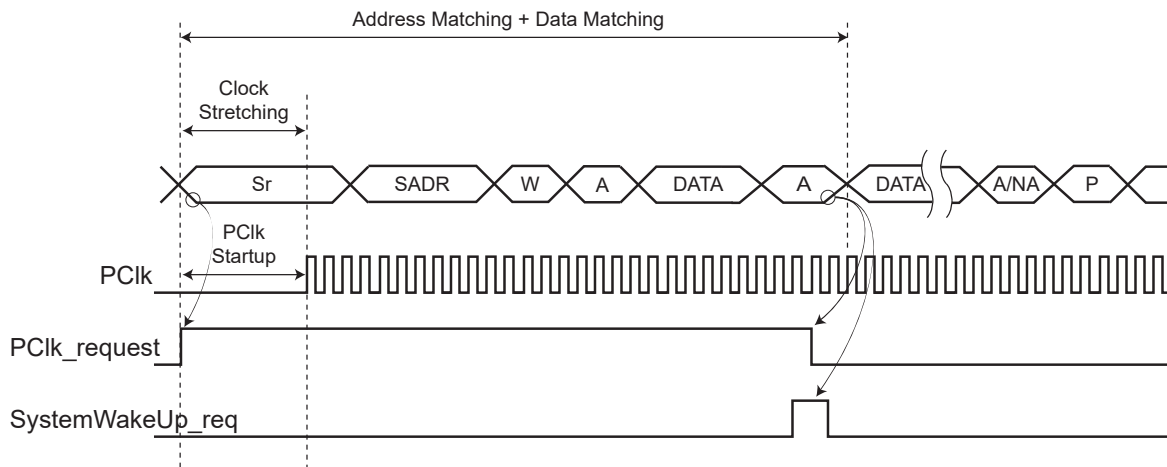 Address Matching + Data Matching
Clock
Stretching
Sr
SADR
W
A
DATA
A
DATA
A/NA
P
PClk
Startup
PClk
PClk_request
SystemWakeUp_req